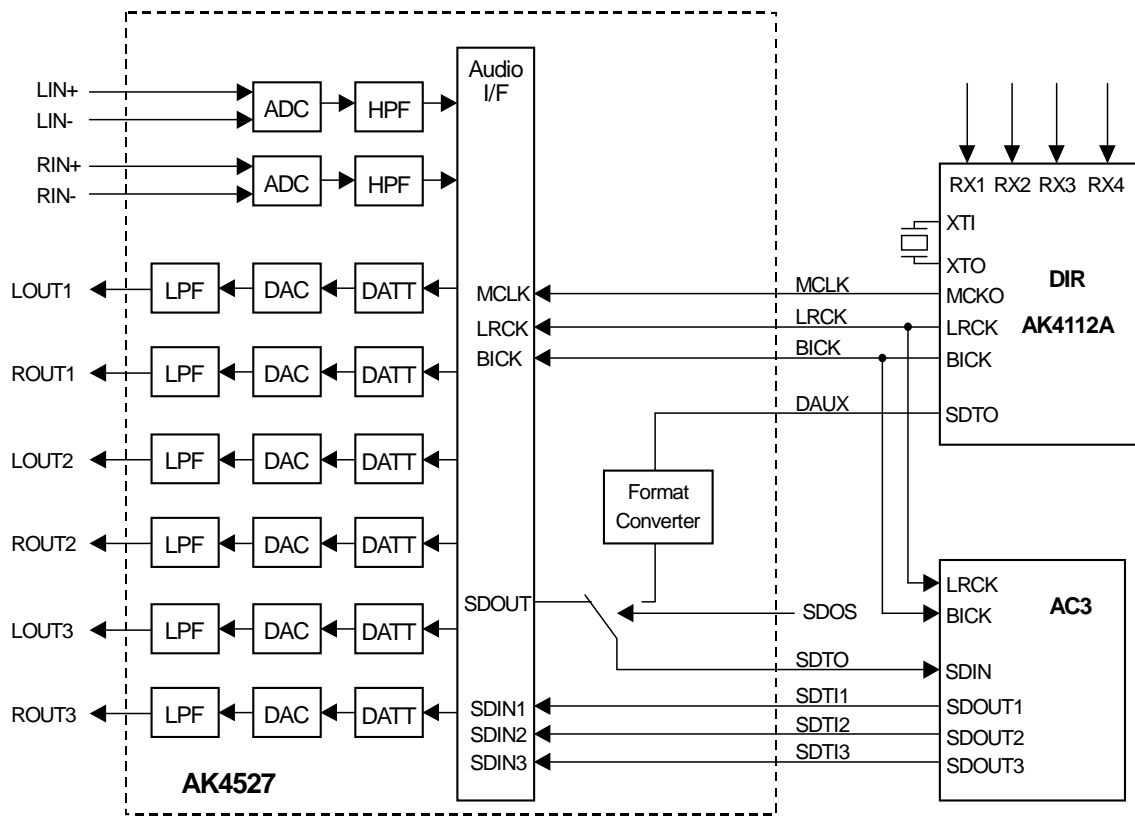 LIN+
LIN-
RIN+
RIN-
ADC
HPF
ADC
HPF
Audio
I/F
LOUT1
LPF
DAC
DATT
ROUT1
LPF
DAC
DATT
LOUT2
LPF
DAC
DATT
ROUT2
LPF
DAC
DATT
LOUT3
LPF
DAC
DATT
ROUT3
LPF
DAC
DATT
MCLK
LRCK
BICK
SDOUT
SDIN1
SDIN2
SDIN3
AK4527
Format
Converter
MCLK
LRCK
BICK
DAUX
SDOS
SDTO
SDTI1
SDTI2
SDTI3
RX1 RX2 RX3 RX4
XTI
XTO
MCKO
LRCK
BICK
SDTO
DIR
AK4112A
LRCK
BICK
SDIN
SDOUT1
SDOUT2
SDOUT3
AC3